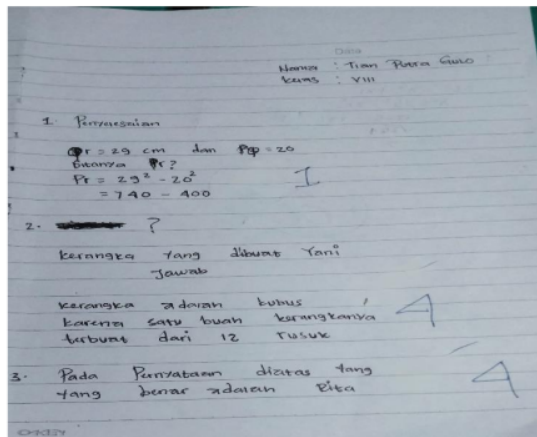 Nama : Tian Putra Gulo
Kelas : VIII
1. Penyelesaian
Qr = 29 cm dan PQ = 20
Ditanya Pr?
Pr = 29² - 20²
= 740 - 400
1
2. ?
Kerangka yang dibuat Yani
Jawab
Kerangka adalah kubus
karena satu buah kerangkanya
terbuat dari 12 rusuk
4
3. Pada Pernyataan diatas yang
yang benar adalah Rita
4